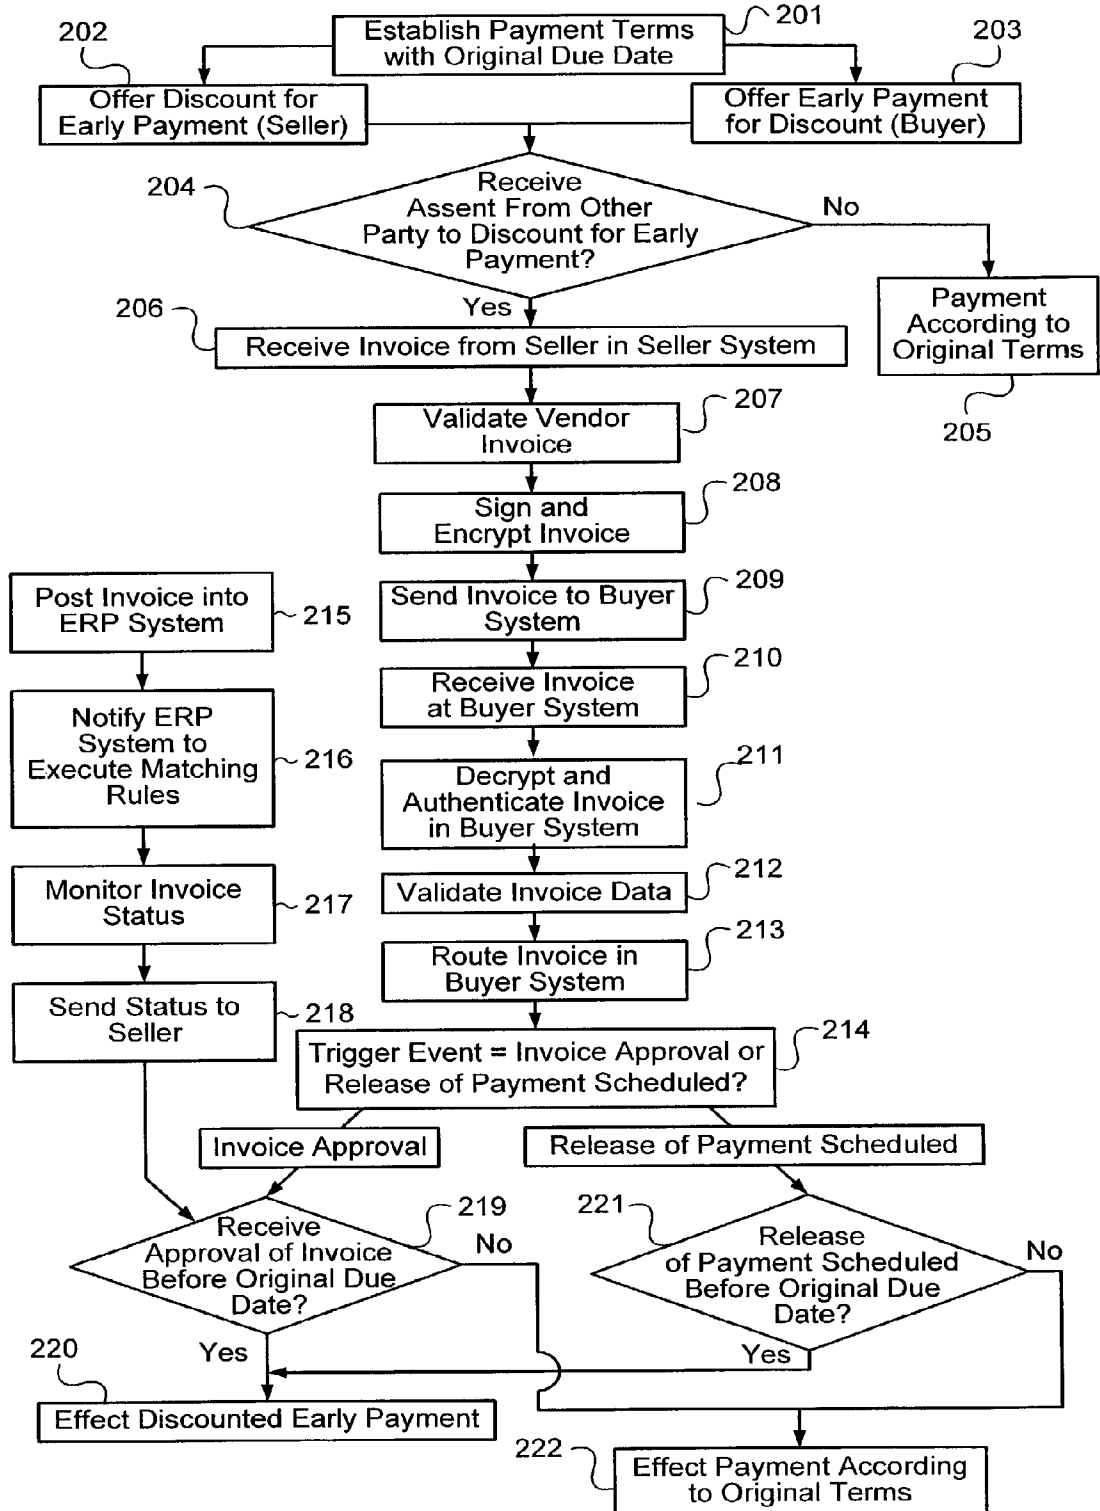 201
Establish Payment Terms
with Original Due Date
202
203
Offer Discount for
Early Payment (Seller)
Offer Early Payment
for Discount (Buyer)
204
Receive
Assent From Other
Party to Discount for Early
Payment?
No
Yes
205
Payment
According to
Original Terms
206
Receive Invoice from Seller in Seller System
207
Validate Vendor
Invoice
208
Sign and
Encrypt Invoice
209
Send Invoice to Buyer
System
210
Receive Invoice
at Buyer System
211
Decrypt and
Authenticate Invoice
in Buyer System
212
Validate Invoice Data
213
Route Invoice in
Buyer System
214
Trigger Event = Invoice Approval or
Release of Payment Scheduled?
Post Invoice into
ERP System
215
Notify ERP
System to
Execute Matching
Rules
216
Monitor Invoice
Status
217
Send Status to
Seller
218
Invoice Approval
Release of Payment Scheduled
219
Receive
Approval of Invoice
Before Original Due
Date?
No
Yes
221
Release
of Payment Scheduled
Before Original Due
Date?
No
Yes
220
Effect Discounted Early Payment
222
Effect Payment According
to Original Terms